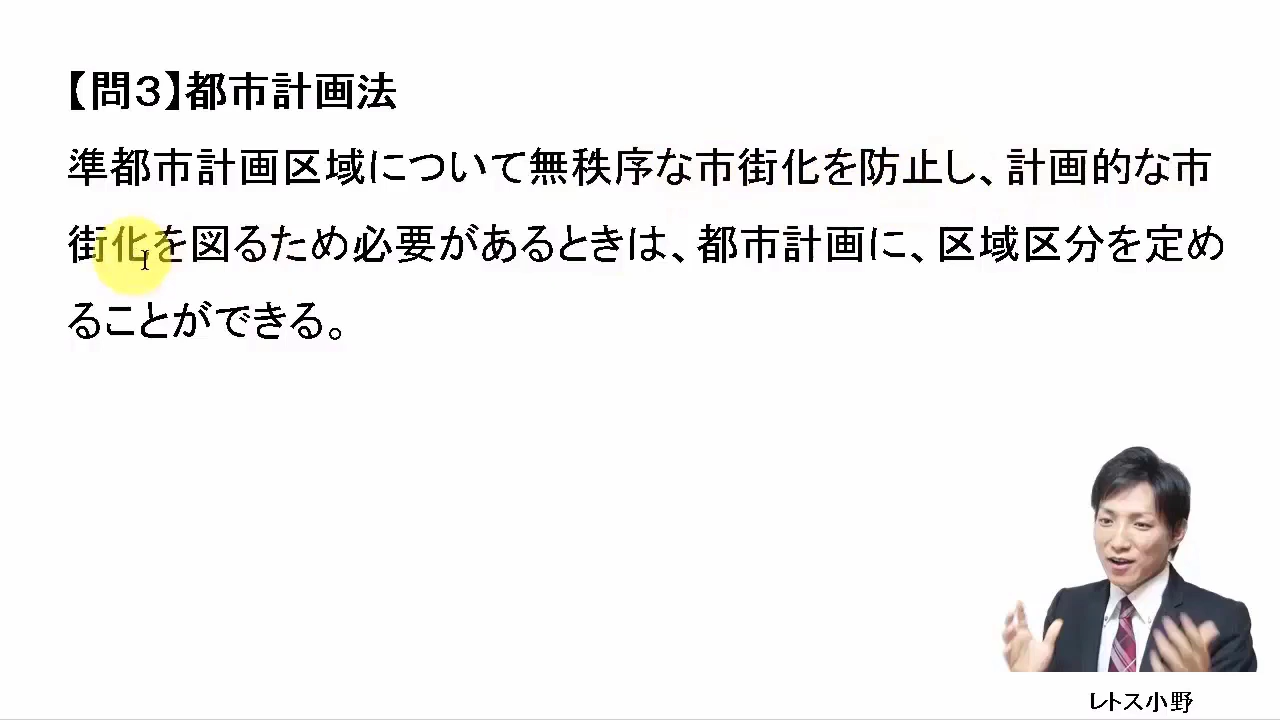 【問３】都市計画法
準都市計画区域について無秩序な市街化を防止し、計画的な市
街化を図るため必要があるときは、都市計画に、区域区分を定め
ることができる。
レトス小野